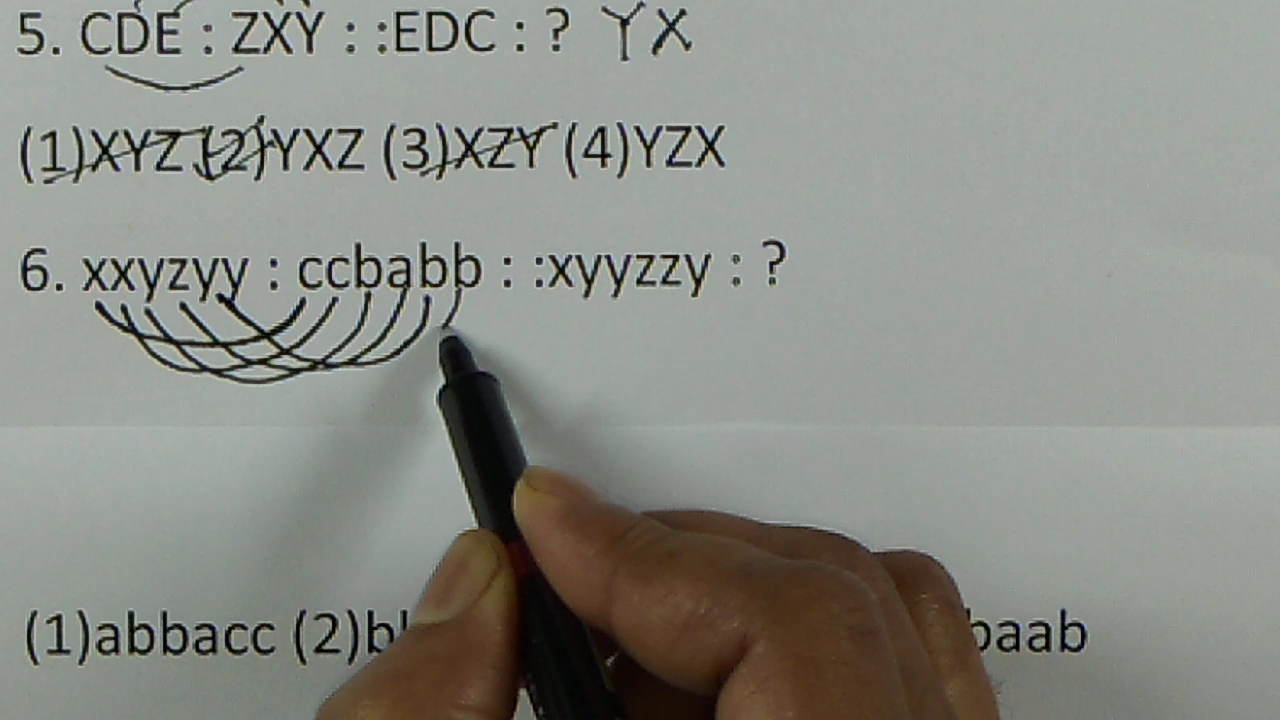 5. CDE : ZXY : :EDC : ? YX
(1)XYZ (2)YXZ (3)XZY (4)YZX
6. xxyzyy : ccbabb : :xyyzzy : ?
(1)abbacc (2)